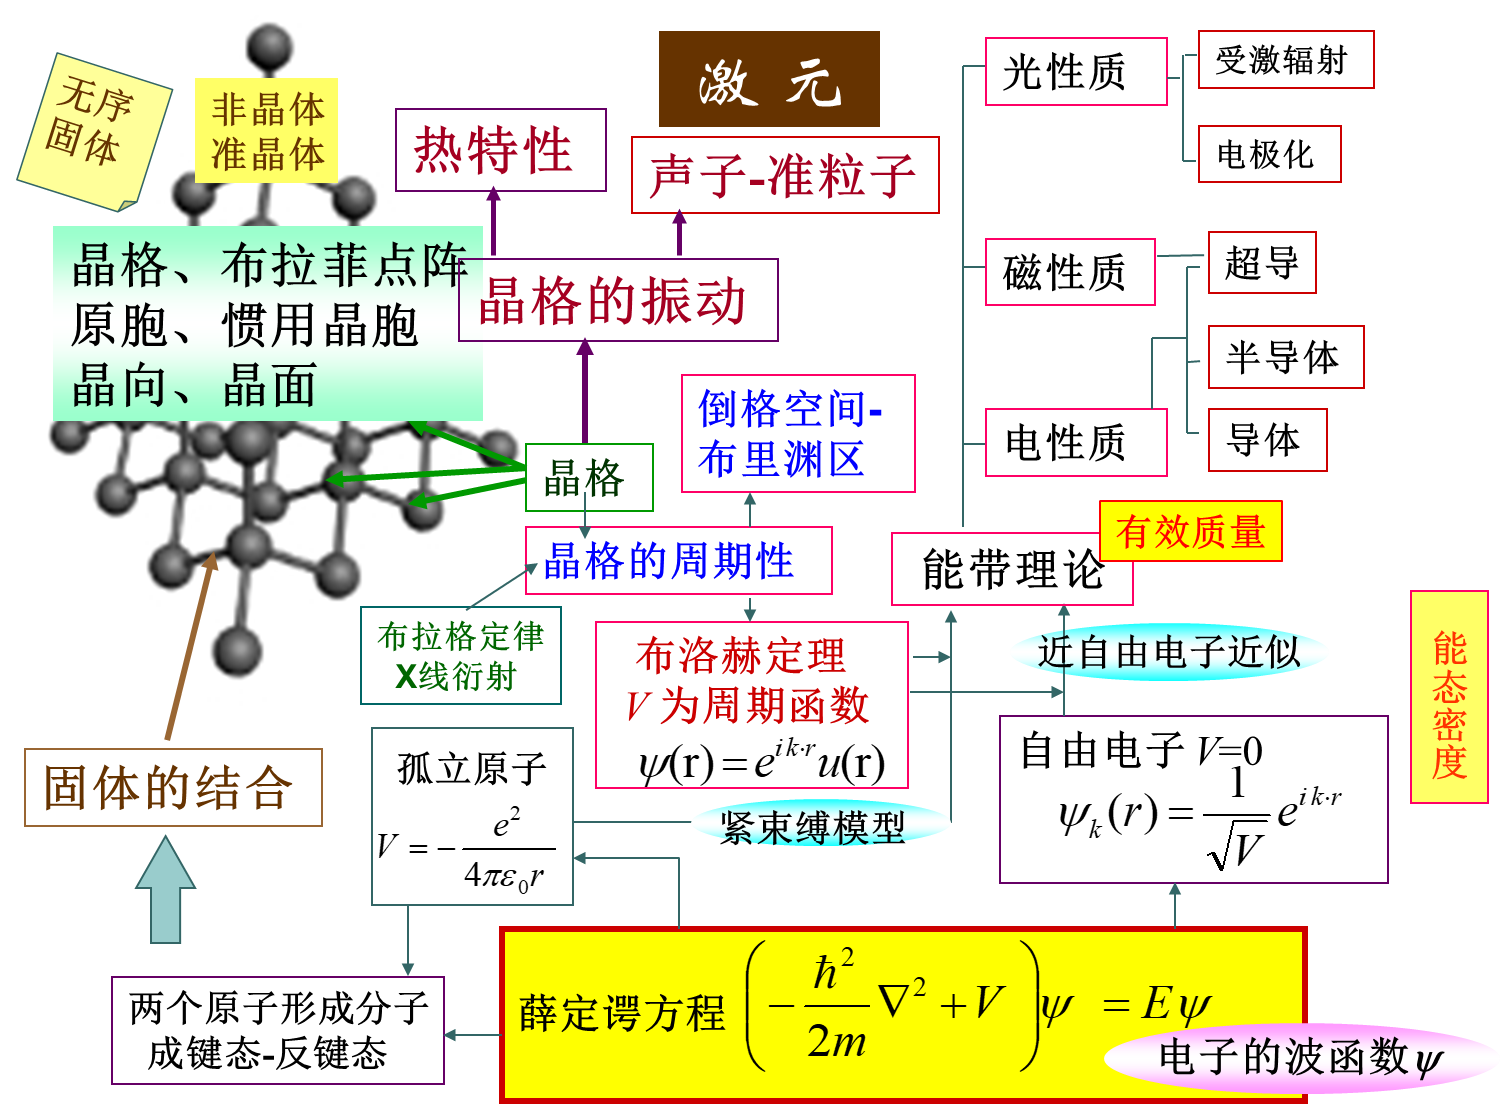 无序
固体
非晶体
准晶体
激 元
热特性
声子-准粒子
光性质
受激辐射
电极化
晶格、布拉菲点阵
原胞、惯用晶胞
晶向、晶面
晶格的振动
磁性质
超导
半导体
电性质
导体
倒格空间-
布里渊区
晶格
晶格的周期性
有效质量
能带理论
布拉格定律
X线衍射
布洛赫定理
V 为周期函数
ψ(r) = e^{ik·r}u(r)
近自由电子近似
能态密度
固体的结合
孤立原子
V = -\frac{e^2}{4πε_0r}
紧束缚模型
自由电子 V=0
ψ_k(r) = \frac{1}{\sqrt{V}} e^{ik·r}
两个原子形成分子
成键态-反键态
薛定谔方程 (-\frac{ħ^2}{2m}∇^2+V )ψ = Eψ
电子的波函数ψ